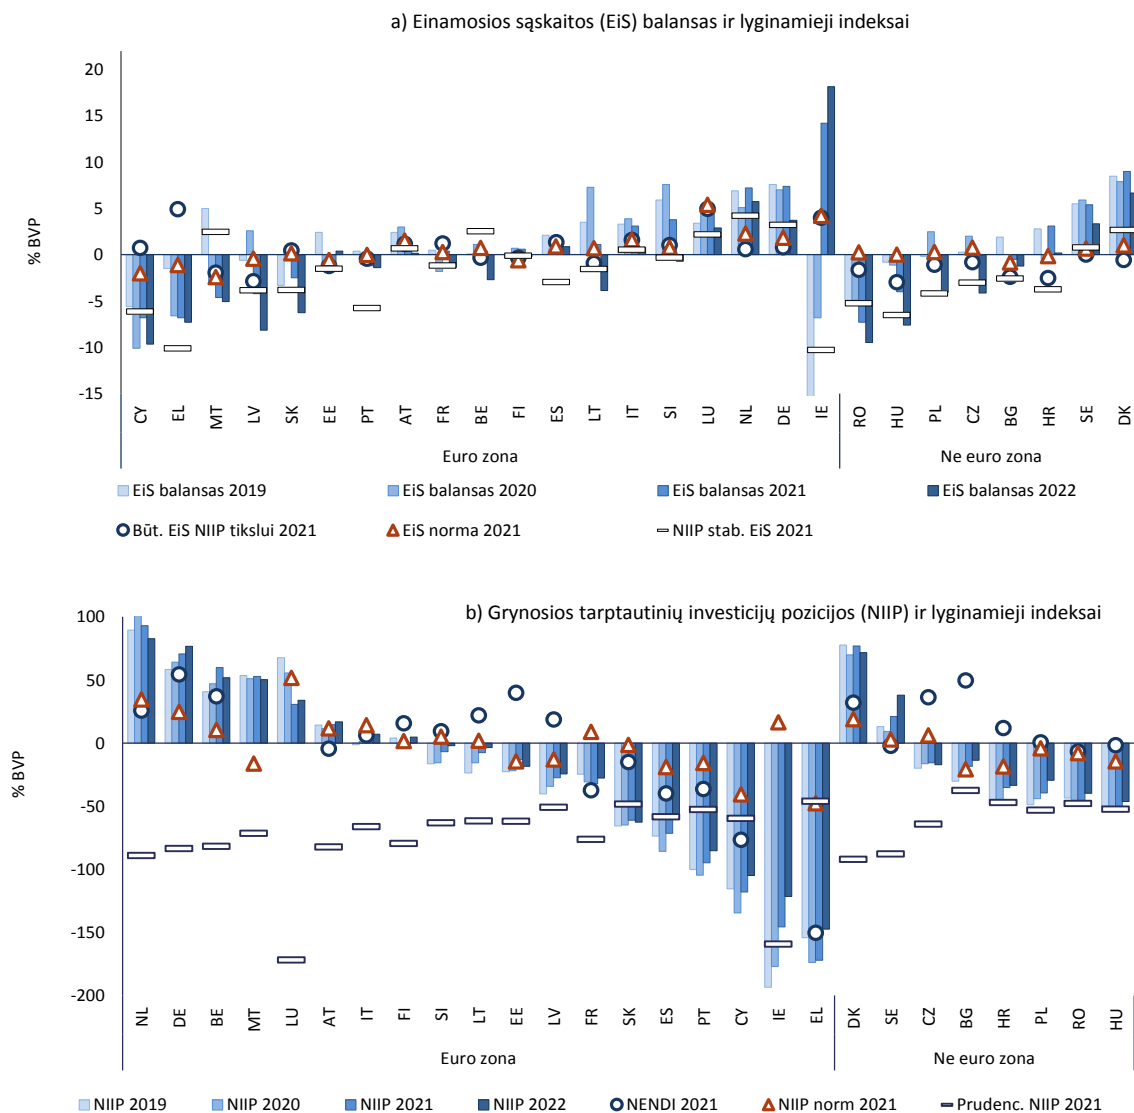 a) Einamosios sąskaitos (EiS) balansas ir lyginamieji indeksai
% BVP
20
15
10
5
0
-5
-10
-15
CY EL MT LV SK EE PT AT FR BE FI ES LT IT SI LU NL DE IE RO HU PL CZ BG HR SE DK
Euro zona Ne euro zona
EiS balansas 2019 EiS balansas 2020 EiS balansas 2021 EiS balansas 2022
Būt. EiS NIIP tikslui 2021 EiS norma 2021 NIIP stab. EiS 2021
b) Grynosios tarptautinių investicijų pozicijos (NIIP) ir lyginamieji indeksai
% BVP
100
50
0
-50
-100
-150
-200
NL DE BE MT LU AT IT FI SI LT EE LV FR SK ES PT CY IE EL DK SE CZ BG HR PL RO HU
Euro zona Ne euro zona
NIIP 2019 NIIP 2020 NIIP 2021 NIIP 2022 NENDI 2021 NIIP norm 2021 Prudenc. NIIP 2021